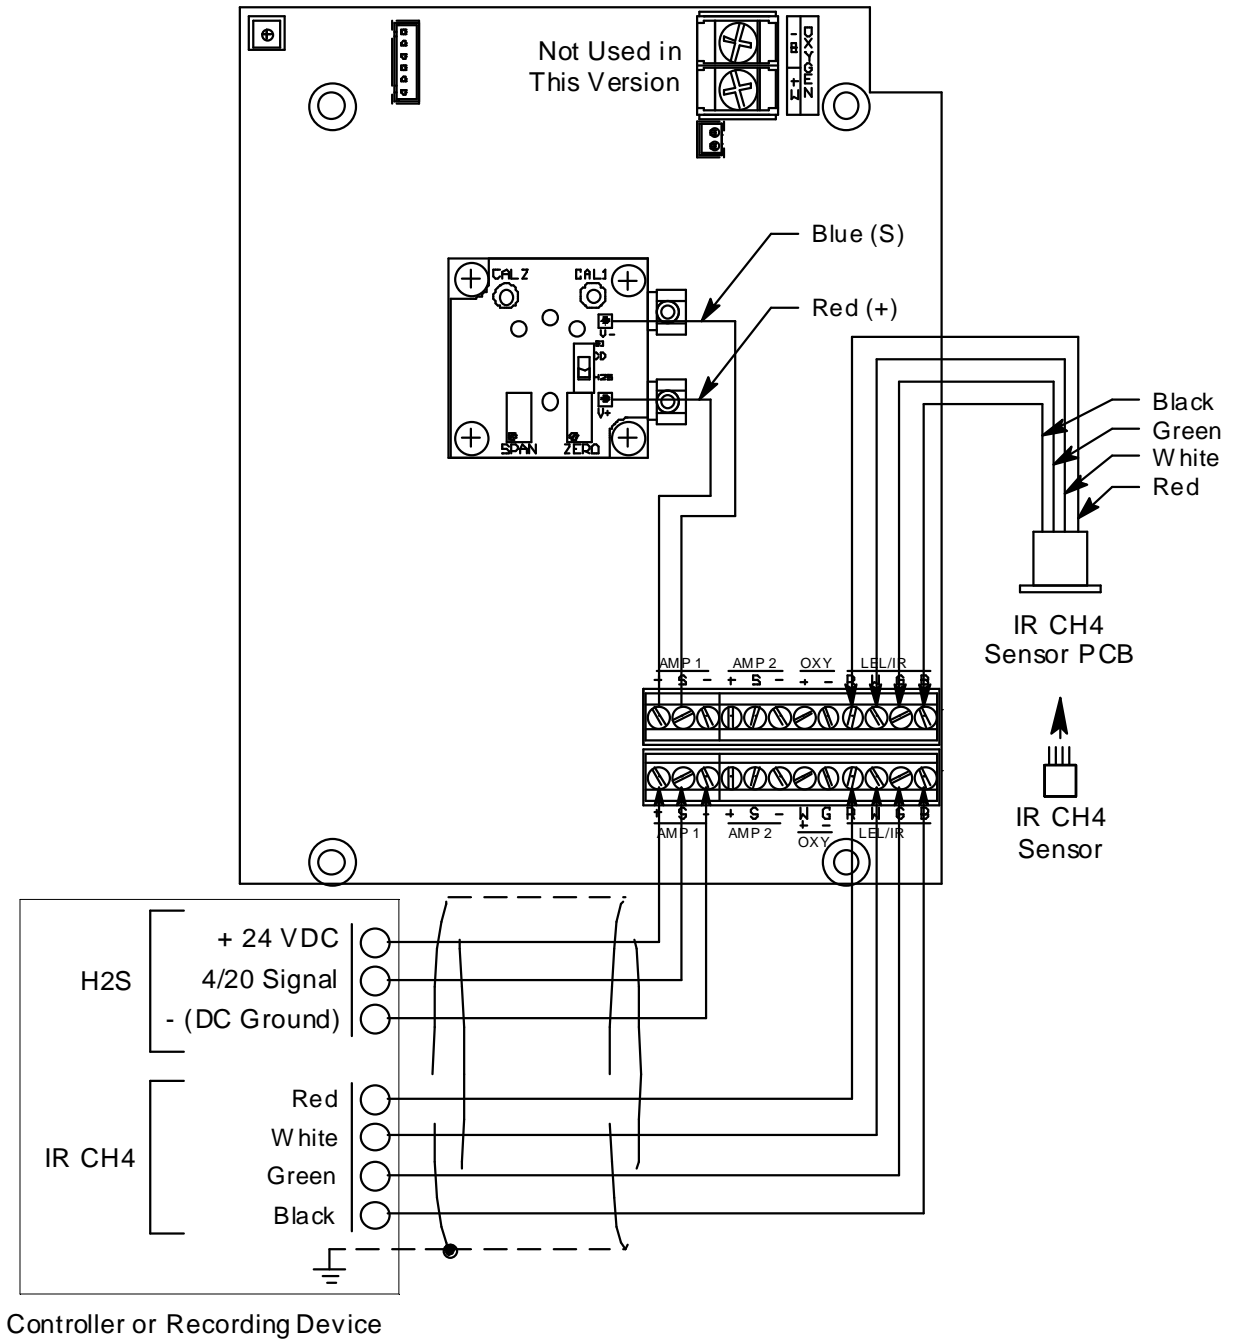 Not Used in
This Version
OXYGEN
- B
+ W
Blue (S)
Red (+)
CAL2
CAL1
V-
V+
SPAN
ZERO
Black
Green
White
Red
IR CH4
Sensor PCB
AMP 1
AMP 2
OXY
LEL/IR
- S -
+ S -
+ -
R W G B
IR CH4
Sensor
+ S -
+ S -
W G
+ -
R W G B
AMP 1
AMP 2
OXY
LEL/IR
H2S
+ 24 VDC
4/20 Signal
- (DC Ground)
IR CH4
Red
White
Green
Black
Controller or Recording Device